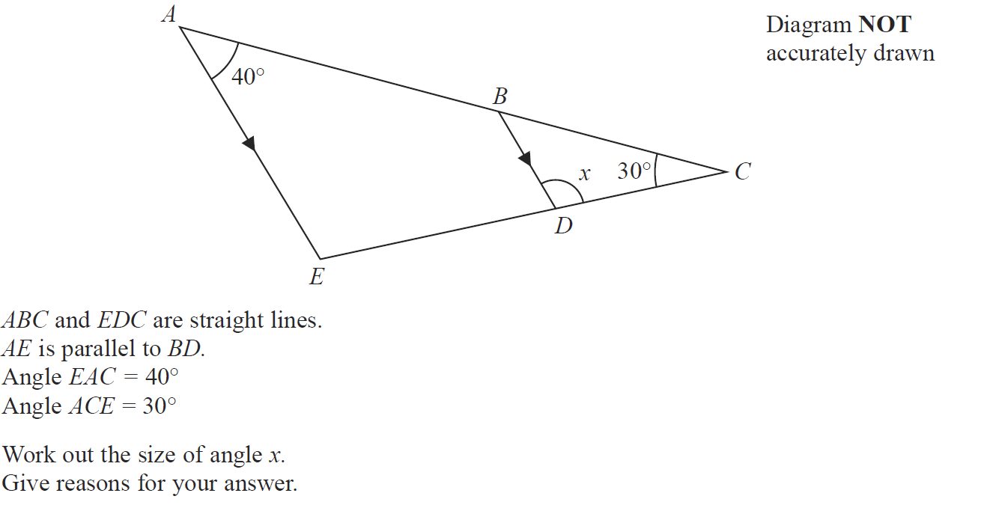 A
Diagram NOT
accurately drawn
40°
B
x
30°
C
D
E
ABC and EDC are straight lines.
AE is parallel to BD.
Angle EAC = 40°
Angle ACE = 30°
Work out the size of angle x.
Give reasons for your answer.